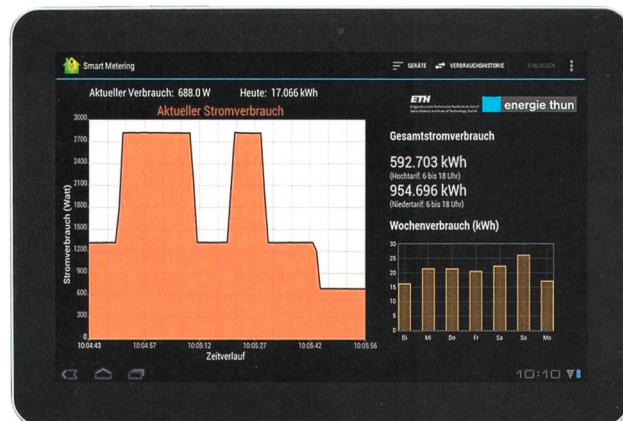 Smart Metering
GERÄTE
VERBRAUCHSHISTORIE
EINLOGGEN
Aktueller Verbrauch: 688.0 W Heute: 17.066 kWh
Aktueller Stromverbrauch
Stromverbrauch (Watt)
3000
2700
2400
2100
1800
1500
1200
900
600
300
0
10:04:43 10:04:57 10:05:12 10:05:27 10:05:42 10:05:56
Zeitverlauf
ETH
energie thun
Gesamtstromverbrauch
592.703 kWh
(Hochtarif: 6 bis 18 Uhr)
954.696 kWh
(Niedertarif: 6 bis 18 Uhr)
Wochenverbrauch (kWh)
30
25
20
15
10
5
0
Di Mi Do Fr Sa So Mo
10:10